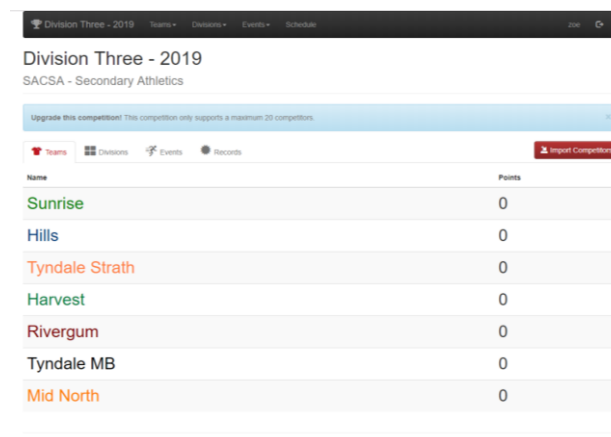 Division Three - 2019 Teams Divisions Events Schedule zoe
Division Three - 2019
SACSA - Secondary Athletics
Upgrade this competition! This competition only supports a maximum 20 competitors.
Teams Divisions Events Records Import Competitors
Name Points
Sunrise 0
Hills 0
Tyndale Strath 0
Harvest 0
Rivergum 0
Tyndale MB 0
Mid North 0